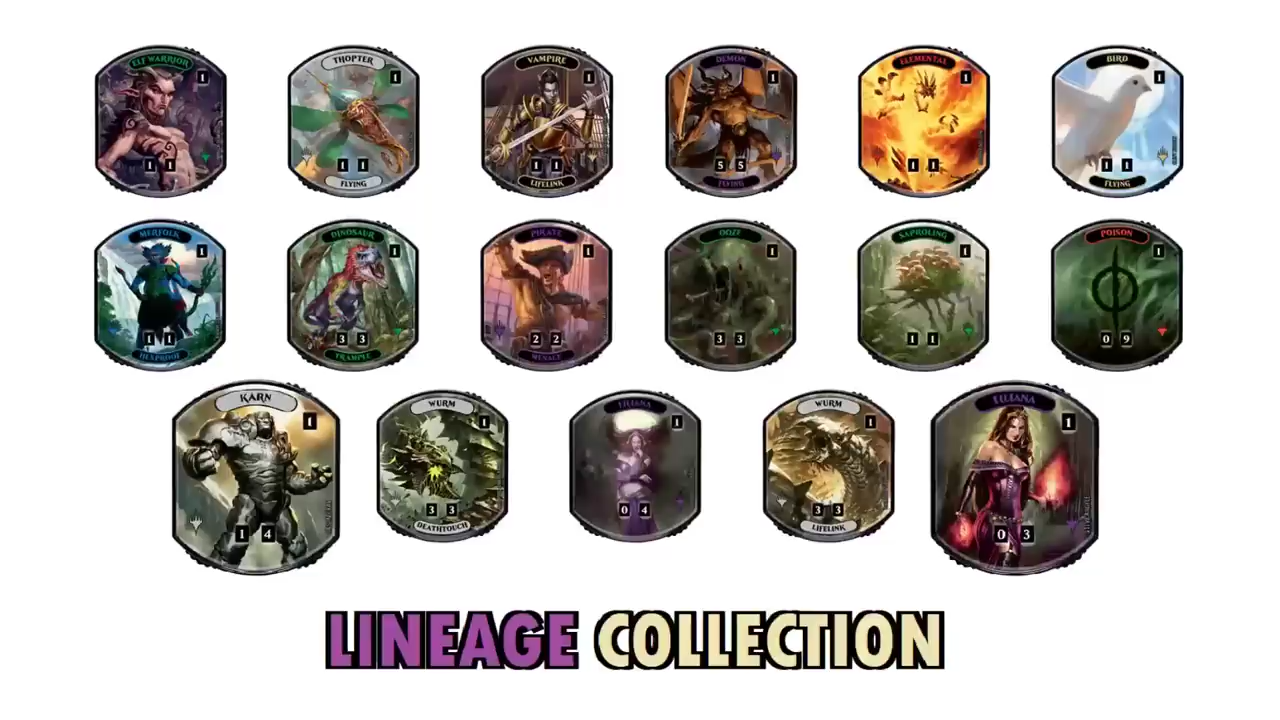 ELF WARRIOR
1
1 1
THOPTER
1
1 1
FLYING
VAMPIRE
1
1 1
LIFELINK
DEMON
1
5 5
FLYING
ELEMENTAL
1
1 1
BIRD
1
1 1
FLYING
MERFOLK
1
1 1
HEXPROOF
DINOSAUR
1
3 3
TRAMPLE
PIRATE
1
2 2
MENACE
OOZE
1
3 3
SAPROLING
1
1 1
POISON
1
0 9
KARN
1
1 4
WURM
1
3 3
DEATHTOUCH
LILIANA
1
0 4
WURM
1
3 3
LIFELINK
LILIANA
1
0 3
LINEAGE COLLECTION